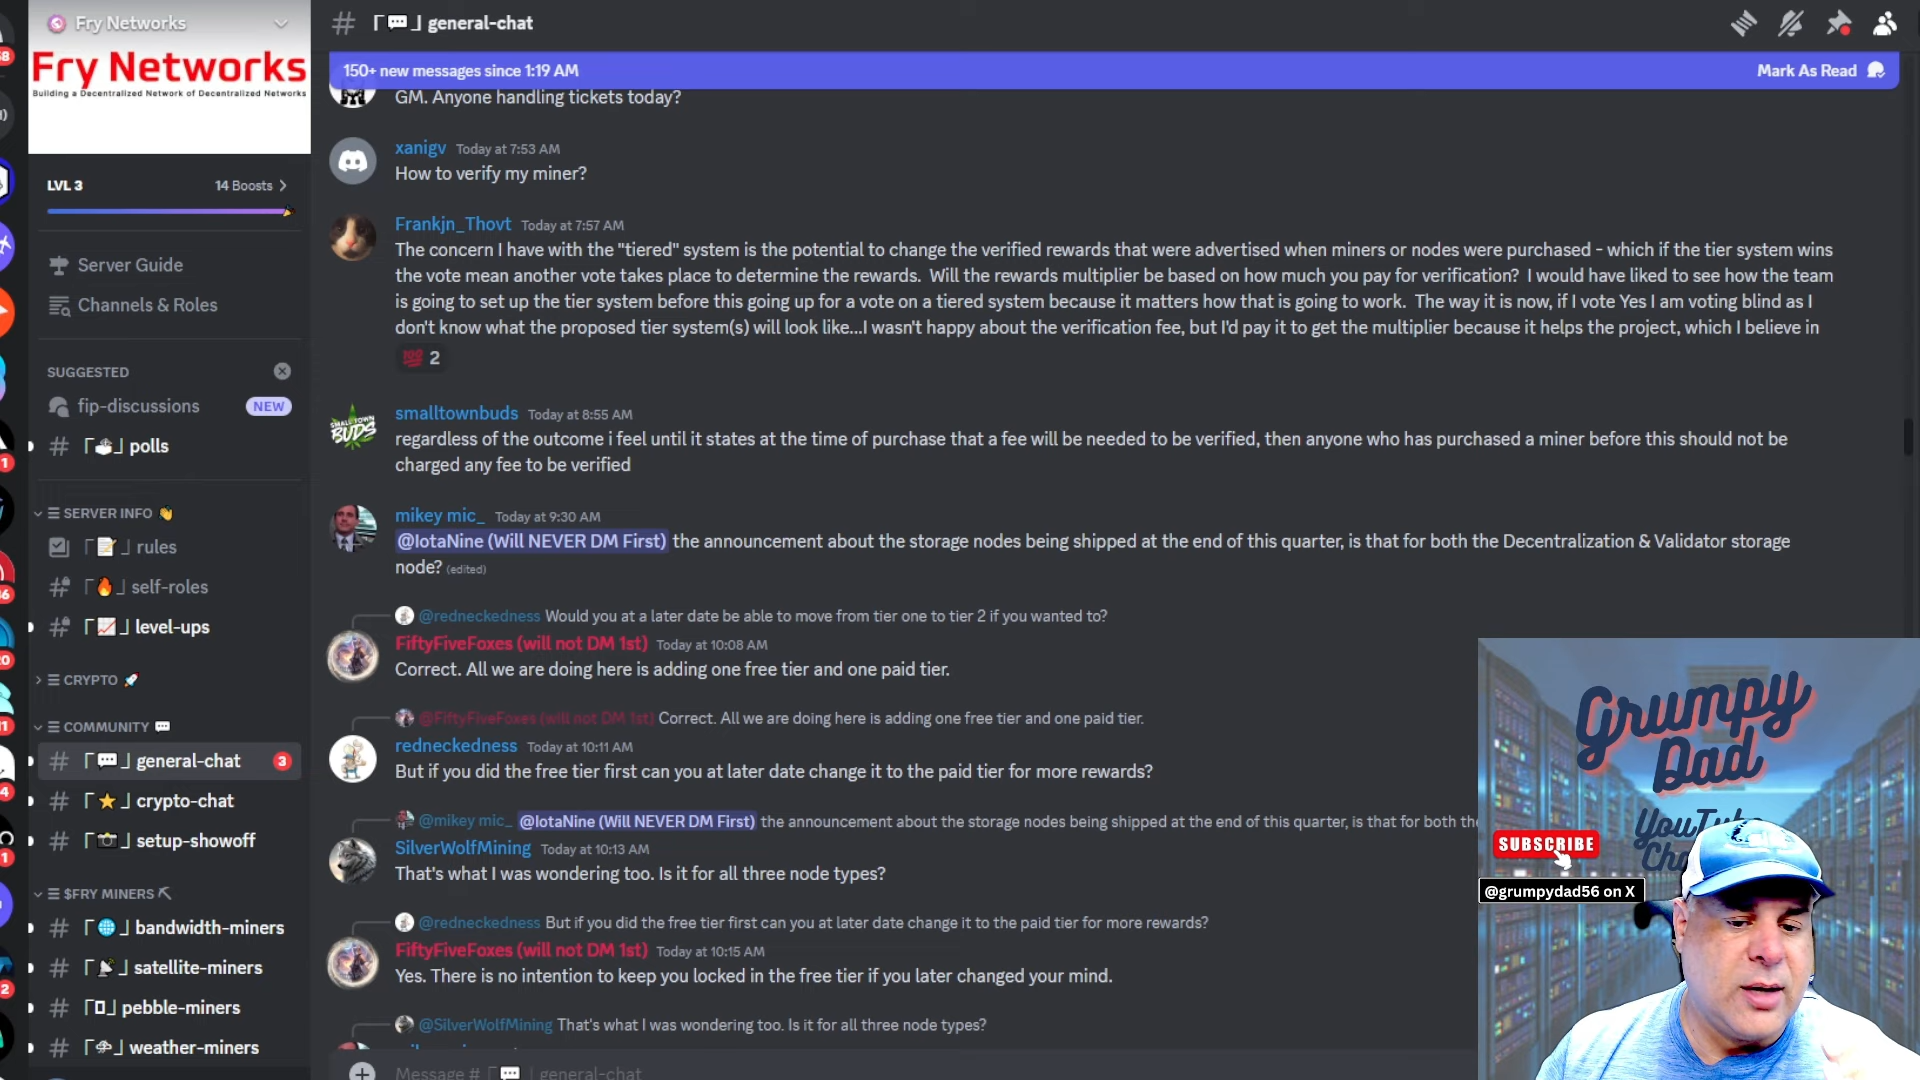 Fry Networks
Fry Networks
Building a Decentralized Network of Decentralized Networks
LVL 3
14 Boosts
Server Guide
Channels & Roles
SUGGESTED
fip-discussions
NEW
polls
SERVER INFO
rules
self-roles
level-ups
CRYPTO
COMMUNITY
general-chat
3
crypto-chat
setup-showoff
$FRY MINERS
bandwidth-miners
satellite-miners
pebble-miners
weather-miners
general-chat
150+ new messages since 1:19 AM
Mark As Read
GM. Anyone handling tickets today?
xanigv Today at 7:53 AM
How to verify my miner?
Frankjn_Thovt Today at 7:57 AM
The concern I have with the "tiered" system is the potential to change the verified rewards that were advertised when miners or nodes were purchased - which if the tier system wins
the vote mean another vote takes place to determine the rewards. Will the rewards multiplier be based on how much you pay for verification? I would have liked to see how the team
is going to set up the tier system before this going up for a vote on a tiered system because it matters how that is going to work. The way it is now, if I vote Yes I am voting blind as I
don't know what the proposed tier system(s) will look like...I wasn't happy about the verification fee, but I'd pay it to get the multiplier because it helps the project, which I believe in
100 2
SMALL TOWN
BUDS
smalltownbuds Today at 8:55 AM
regardless of the outcome i feel until it states at the time of purchase that a fee will be needed to be verified, then anyone who has purchased a miner before this should not be
charged any fee to be verified
mikey mic_ Today at 9:30 AM
@IotaNine (Will NEVER DM First) the announcement about the storage nodes being shipped at the end of this quarter, is that for both the Decentralization & Validator storage
node? (edited)
@redneckedness Would you at a later date be able to move from tier one to tier 2 if you wanted to?
FiftyFiveFoxes (will not DM 1st) Today at 10:08 AM
Correct. All we are doing here is adding one free tier and one paid tier.
@FiftyFiveFoxes (will not DM 1st) Correct. All we are doing here is adding one free tier and one paid tier.
redneckedness Today at 10:11 AM
But if you did the free tier first can you at later date change it to the paid tier for more rewards?
@mikey mic_ @IotaNine (Will NEVER DM First) the announcement about the storage nodes being shipped at the end of this quarter, is that for both the
SilverWolfMining Today at 10:13 AM
That's what I was wondering too. Is it for all three node types?
@redneckedness But if you did the free tier first can you at later date change it to the paid tier for more rewards?
FiftyFiveFoxes (will not DM 1st) Today at 10:15 AM
Yes. There is no intention to keep you locked in the free tier if you later changed your mind.
@SilverWolfMining That's what I was wondering too. Is it for all three node types?
Message # general-chat
Grumpy
Dad
SUBSCRIBE
@grumpydad56 on X